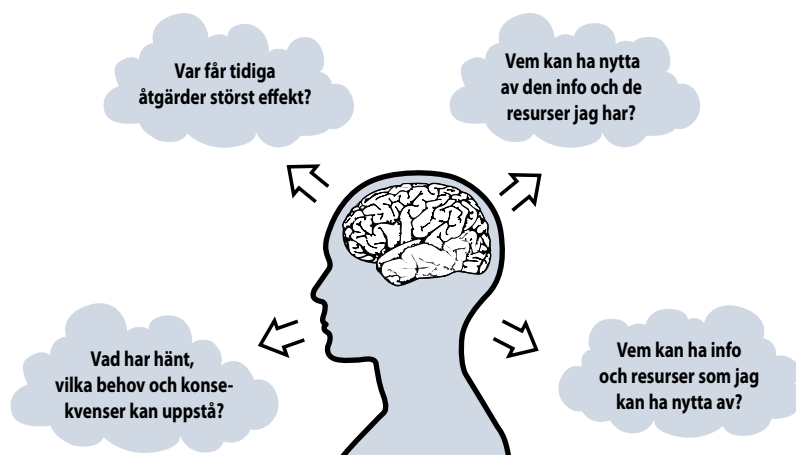 Var får tidiga
åtgärder störst effekt?
Vem kan ha nytta
av den info och de
resurser jag har?
Vad har hänt,
vilka behov och konse-
kvenser kan uppstå?
Vem kan ha info
och resurser som jag
kan ha nytta av?